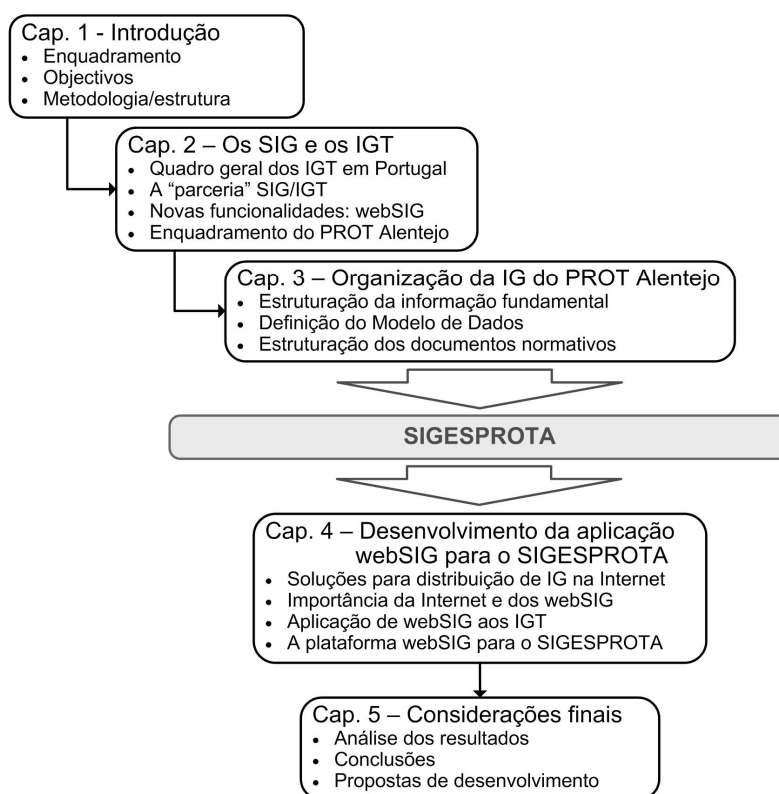 Cap. 1 - Introdução
• Enquadramento
• Objectivos
• Metodologia/estrutura
Cap. 2 – Os SIG e os IGT
• Quadro geral dos IGT em Portugal
• A “parceria” SIG/IGT
• Novas funcionalidades: webSIG
• Enquadramento do PROT Alentejo
Cap. 3 – Organização da IG do PROT Alentejo
• Estruturação da informação fundamental
• Definição do Modelo de Dados
• Estruturação dos documentos normativos
SIGESPROTA
Cap. 4 – Desenvolvimento da aplicação
webSIG para o SIGESPROTA
• Soluções para distribuição de IG na Internet
• Importância da Internet e dos webSIG
• Aplicação de webSIG aos IGT
• A plataforma webSIG para o SIGESPROTA
Cap. 5 – Considerações finais
• Análise dos resultados
• Conclusões
• Propostas de desenvolvimento